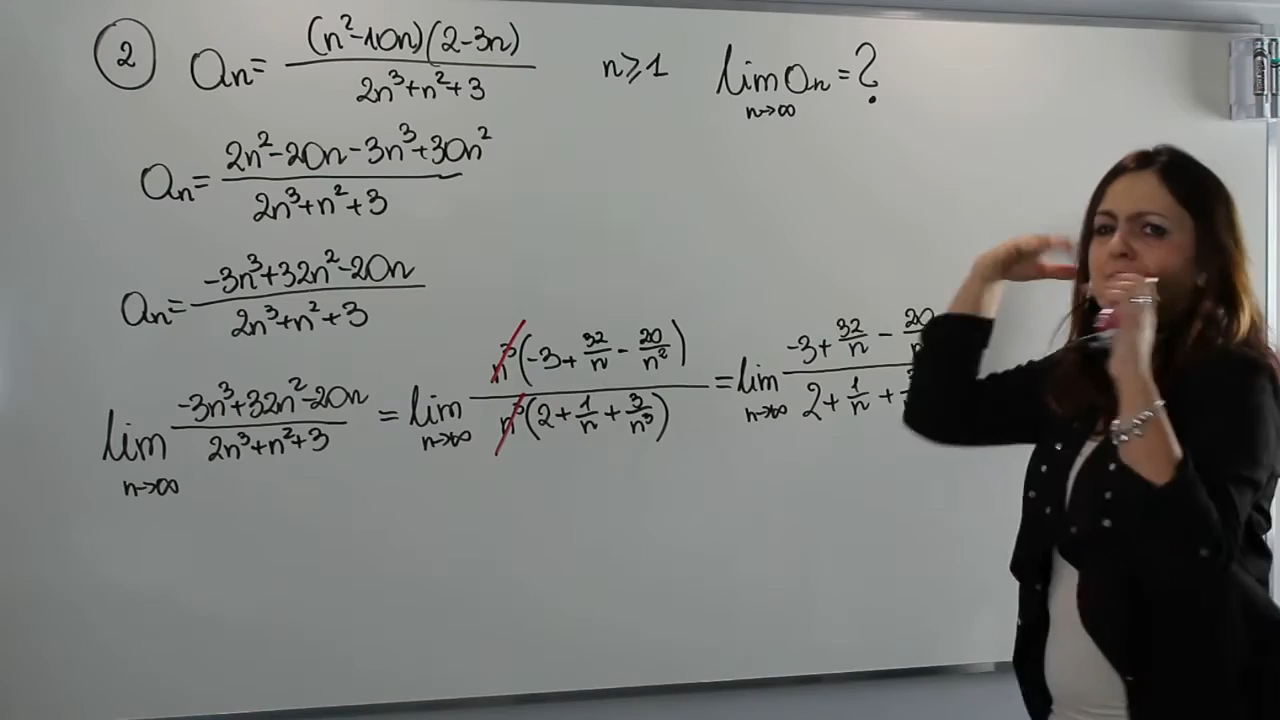 2 aₙ = (n²-10n)(2-3n) / 2n³+n²+3 n≥1 lim n→∞ aₙ = ?
aₙ = 2n²-20n-3n³+30n² / 2n³+n²+3
aₙ = -3n³+32n²-20n / 2n³+n²+3
lim n→∞ -3n³+32n²-20n / 2n³+n²+3 = lim n→∞ n³(-3+32/n-20/n²) / n³(2+1/n+3/n³) = lim n→∞ -3+32/n-20/ / 2+1/n+